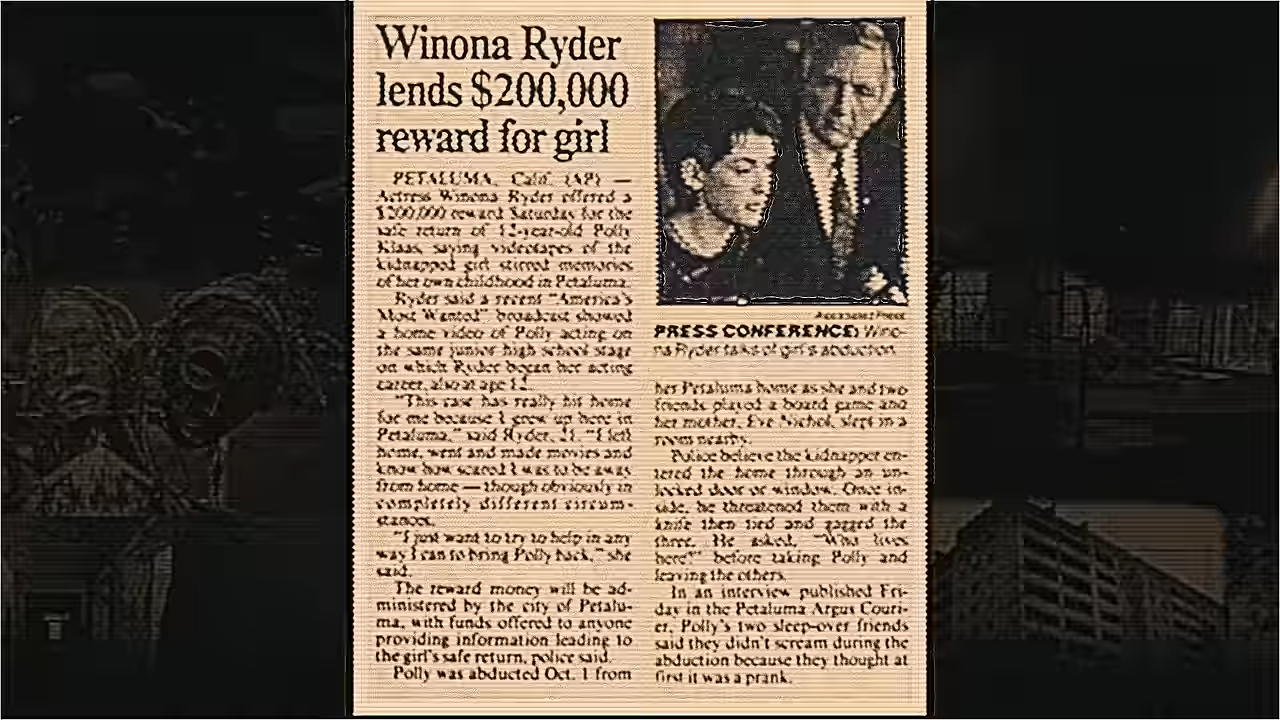 Winona Ryder
lends $200,000
reward for girl
PETALUMA, Calif. (AP) —
Actress Winona Ryder offered a
$200,000 reward Saturday for the
safe return of 12-year-old Polly
Klaas, saying videotapes of the
kidnapped girl stirred memories
of her own childhood in Petaluma.
Ryder said a recent "America's
Most Wanted" broadcast showed
a home video of Polly acting on
the same junior high school stage
on which Ryder began her acting
career, also at age 12.
"This case has really hit home
for me because I grew up here in
Petaluma," said Ryder, 21. "I left
home, went and made movies and
know how scared I was to be away
from home — though obviously in
completely different circum-
stances.
"I just want to try to help in any
way I can to bring Polly back," she
said.
The reward money will be ad-
ministered by the city of Petalu-
ma, with funds offered to anyone
providing information leading to
the girl's safe return, police said.
Polly was abducted Oct. 1 from
Associated Press
PRESS CONFERENCE: Wino-
na Ryder talks of girl's abduction.
her Petaluma home as she and two
friends played a board game and
her mother, Eve Nichol, slept in a
room nearby.
Police believe the kidnapper en-
tered the home through an un-
locked door or window. Once in-
side, he threatened them with a
knife then tied and gagged the
three. He asked, "Who lives
here?" before taking Polly and
leaving the others.
In an interview published Fri-
day in the Petaluma Argus Couri-
er, Polly's two sleep-over friends
said they didn't scream during the
abduction because they thought at
first it was a prank.